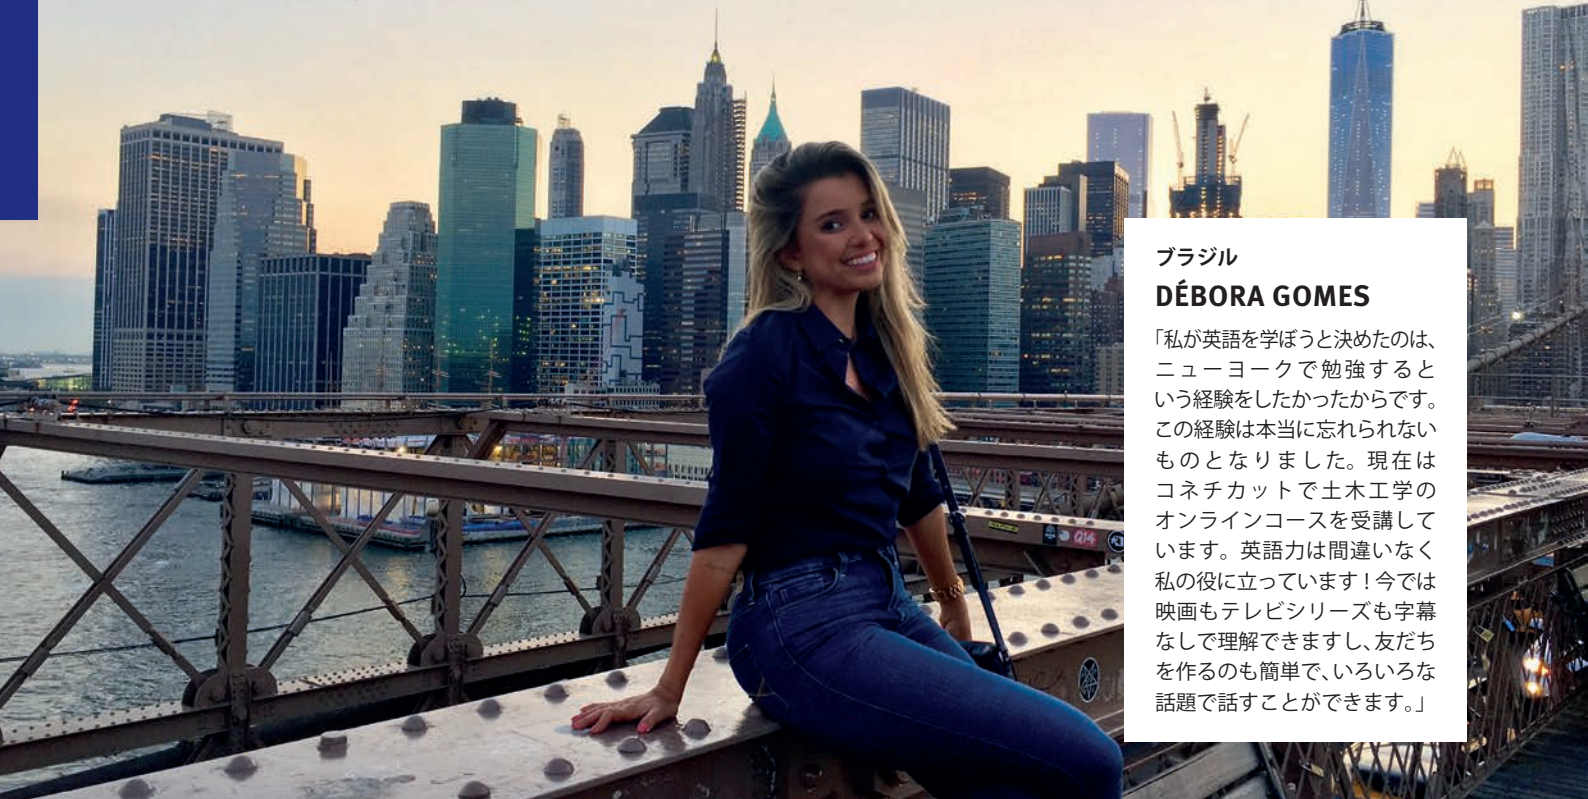 ブラジル
DÉBORA GOMES
「私が英語を学ぼうと決めたのは、
ニューヨークで勉強すると
いう経験をしたかったからです。
この経験は本当に忘れられない
ものとなりました。現在は
コネチカットで土木工学の
オンラインコースを受講して
います。英語力は間違いなく
私の役に立っています！今では
映画もテレビシリーズも字幕
なしで理解できますし、友だち
を作るのも簡単で、いろいろな
話題で話すことができます。」
Q14